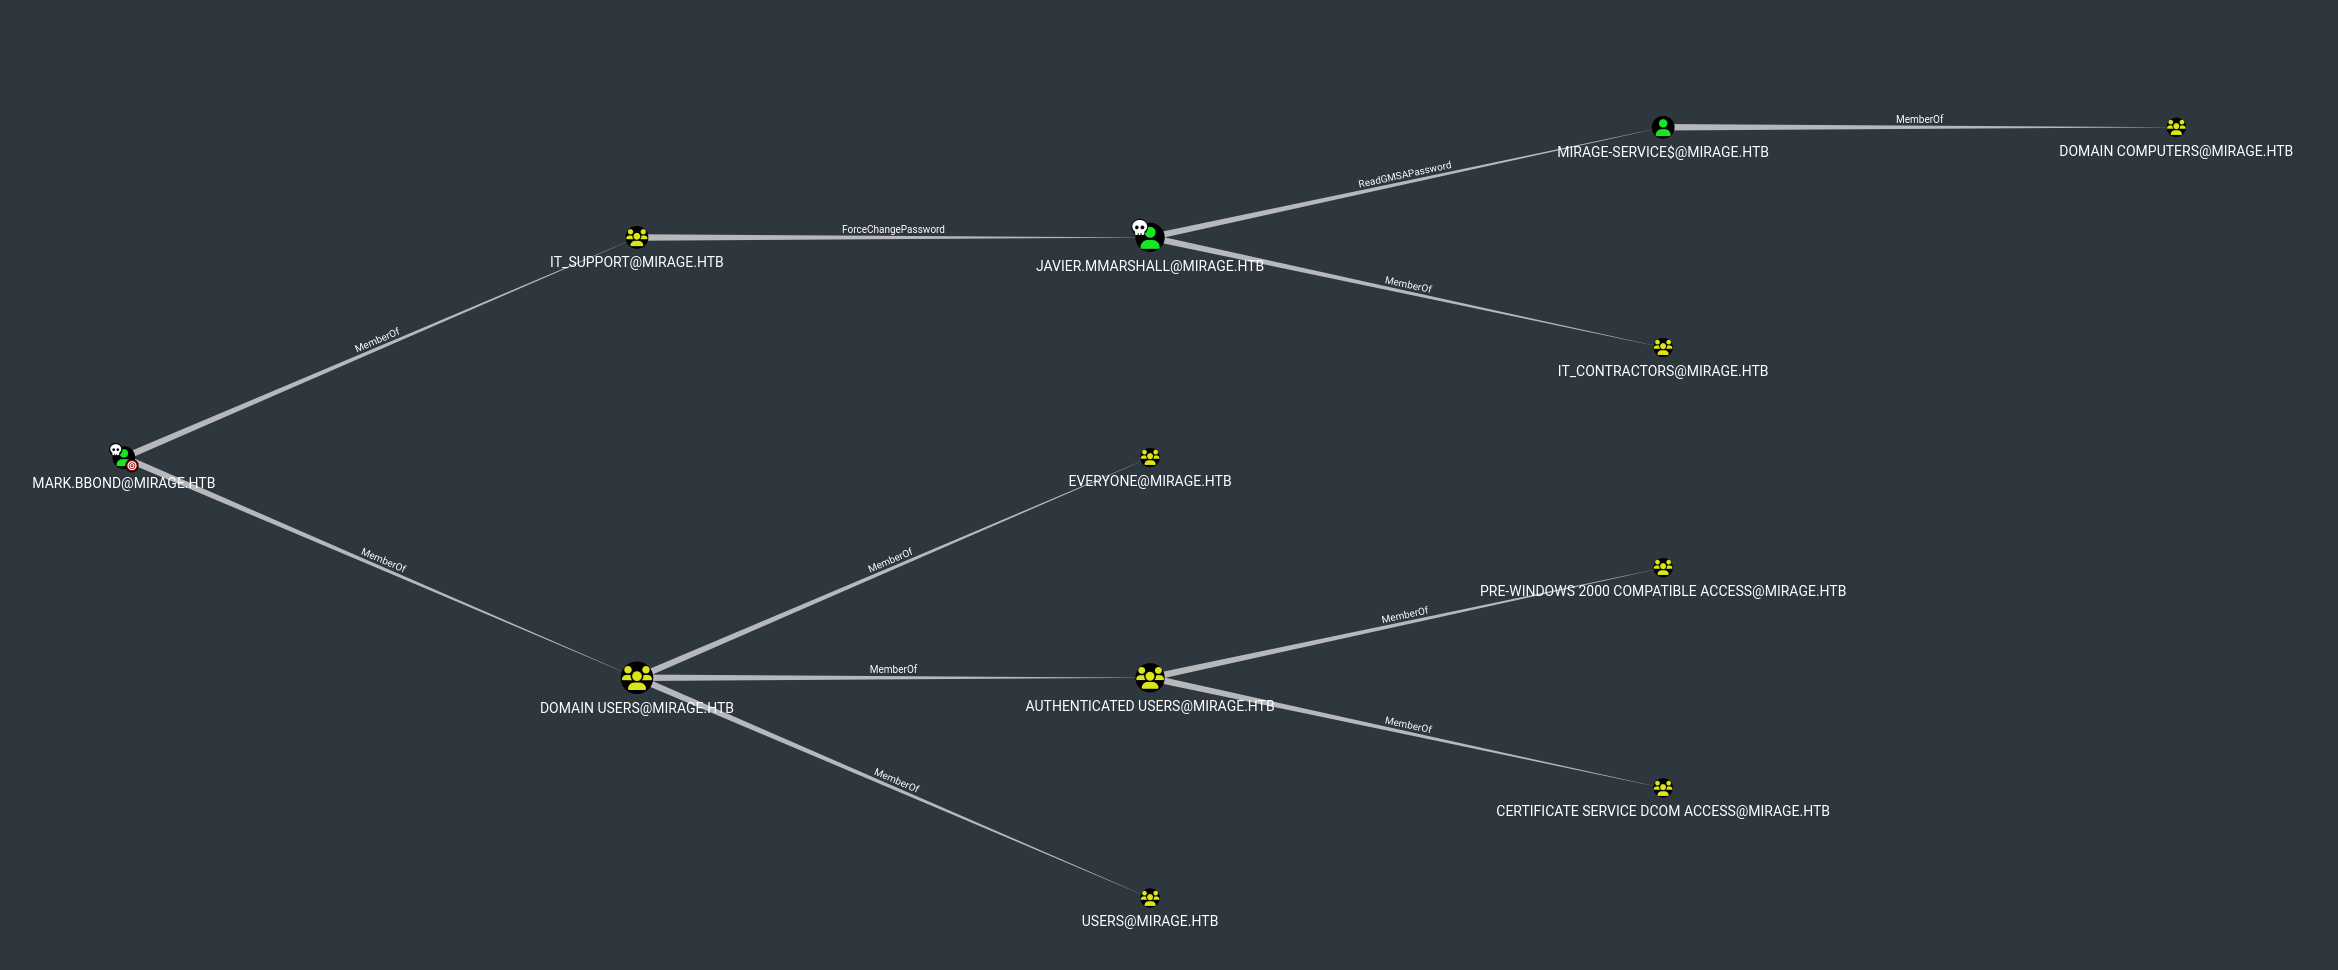 MemberOf
MIRAGE-SERVICE$@MIRAGE.HTB
DOMAIN COMPUTERS@MIRAGE.HTB
ReadGMSAPassword
ForceChangePassword
IT_SUPPORT@MIRAGE.HTB
JAVIER.MMARSHALL@MIRAGE.HTB
MemberOf
MemberOf
IT_CONTRACTORS@MIRAGE.HTB
MARK.BBOND@MIRAGE.HTB
EVERYONE@MIRAGE.HTB
MemberOf
MemberOf
PRE-WINDOWS 2000 COMPATIBLE ACCESS@MIRAGE.HTB
MemberOf
MemberOf
DOMAIN USERS@MIRAGE.HTB
AUTHENTICATED USERS@MIRAGE.HTB
MemberOf
MemberOf
CERTIFICATE SERVICE DCOM ACCESS@MIRAGE.HTB
USERS@MIRAGE.HTB